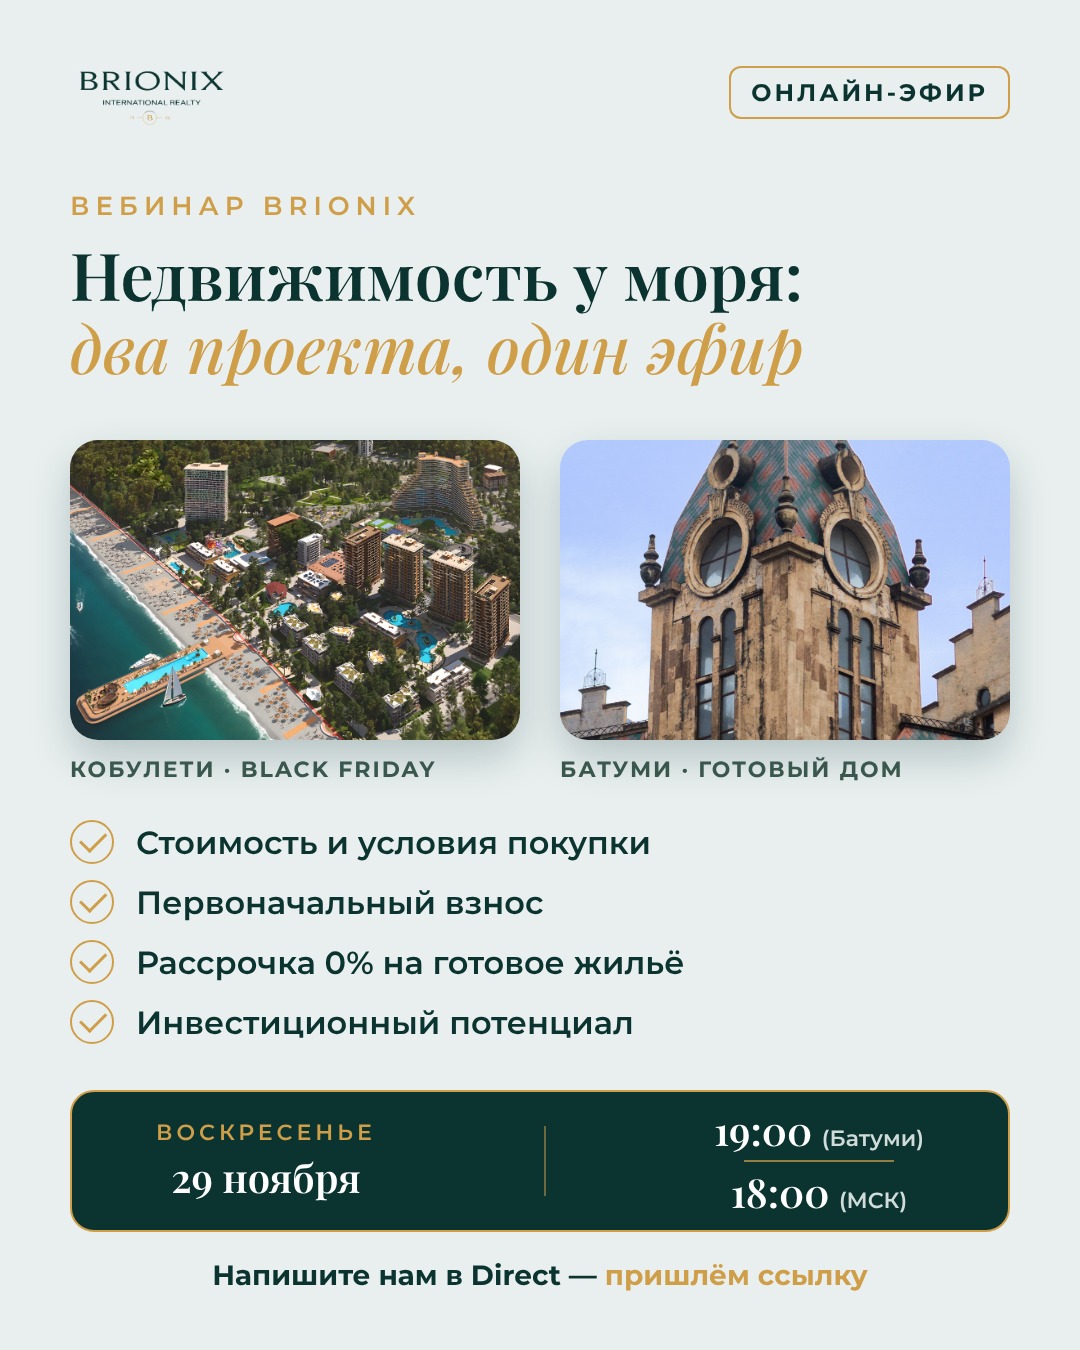 BRIONIX
INTERNATIONAL REALTY
B
ОНЛАЙН-ЭФИР
ВЕБИНАР BRIONIX
Недвижимость у моря:
два проекта, один эфир
КОБУЛЕТИ · BLACK FRIDAY
БАТУМИ · ГОТОВЫЙ ДОМ
Стоимость и условия покупки
Первоначальный взнос
Рассрочка 0% на готовое жильё
Инвестиционный потенциал
ВОСКРЕСЕНЬЕ
29 ноября
19:00 (Батуми)
18:00 (МСК)
Напишите нам в Direct — пришлём ссылку